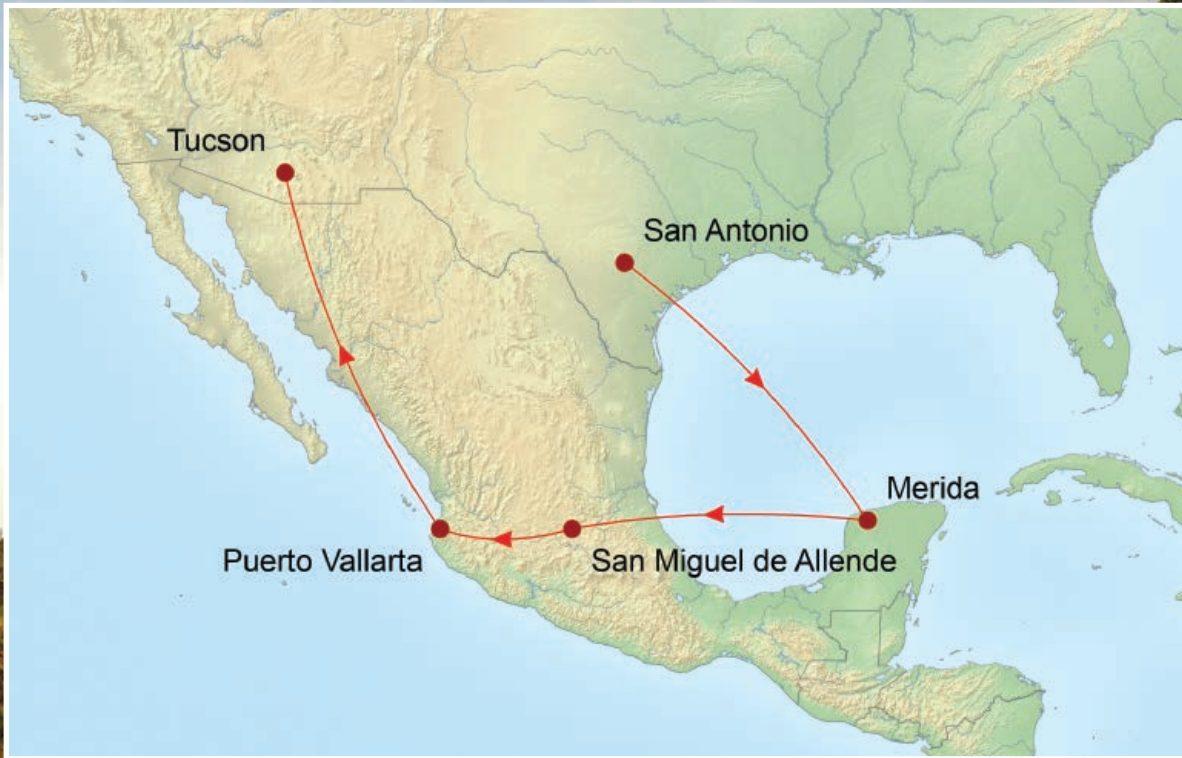 Tucson
San Antonio
Merida
Puerto Vallarta
San Miguel de Allende